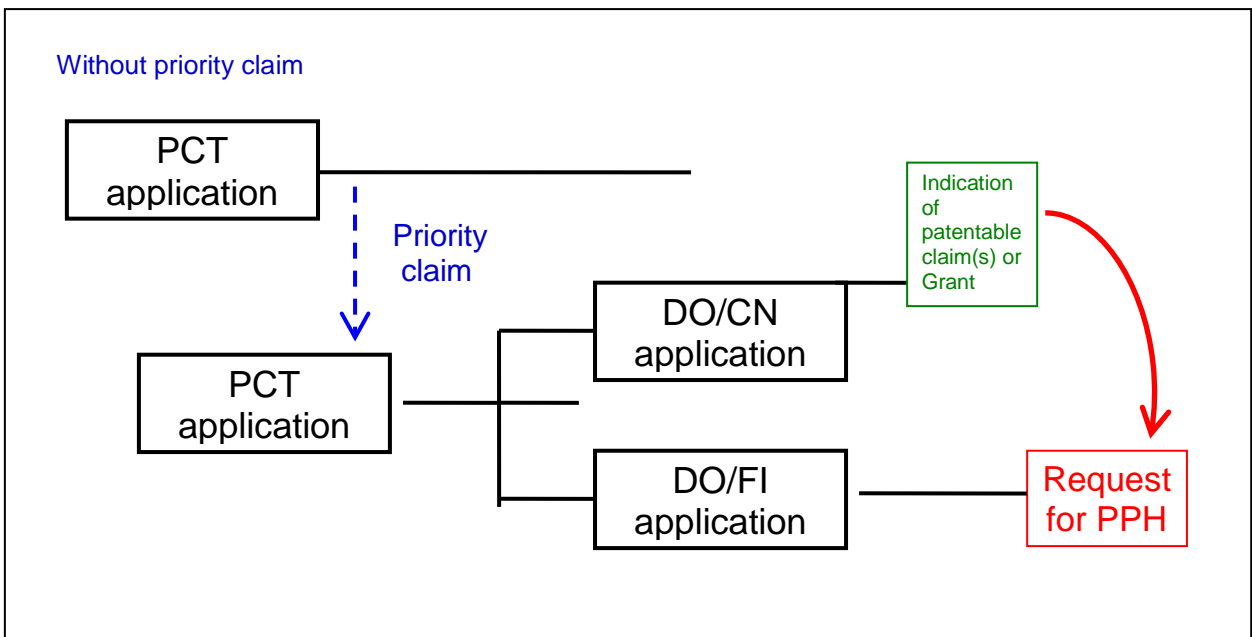 Without priority claim
PCT
application
Priority
claim
Indication
of
patentable
claim(s) or
Grant
DO/CN
application
PCT
application
DO/FI
application
Request
for PPH